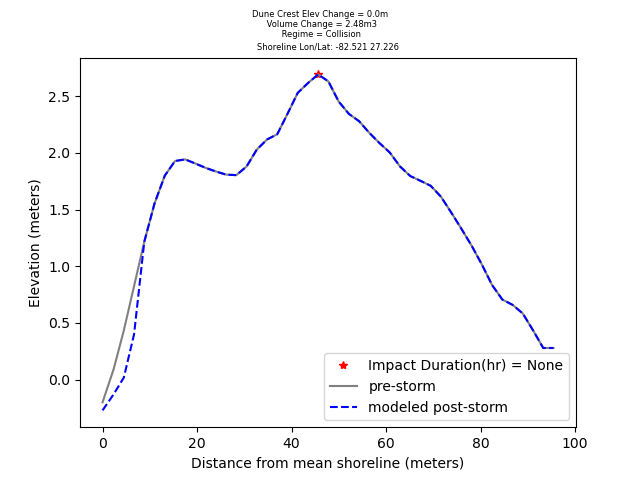 Dune Crest Elev Change = 0.0m
Volume Change = 2.48m3
Regime = Collision
Shoreline Lon/Lat: -82.521 27.226
Elevation (meters)
2.5
2.0
1.5
1.0
0.5
0.0
Impact Duration(hr) = None
pre-storm
modeled post-storm
0 20 40 60 80 100
Distance from mean shoreline (meters)